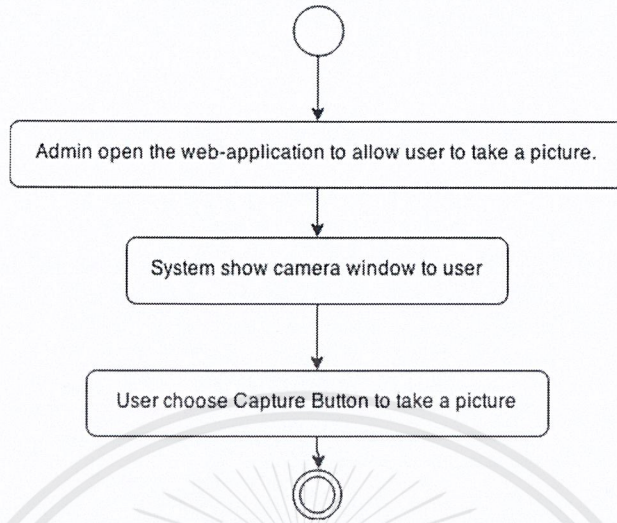 Admin open the web-application to allow user to take a picture.
System show camera window to user
User choose Capture Button to take a picture